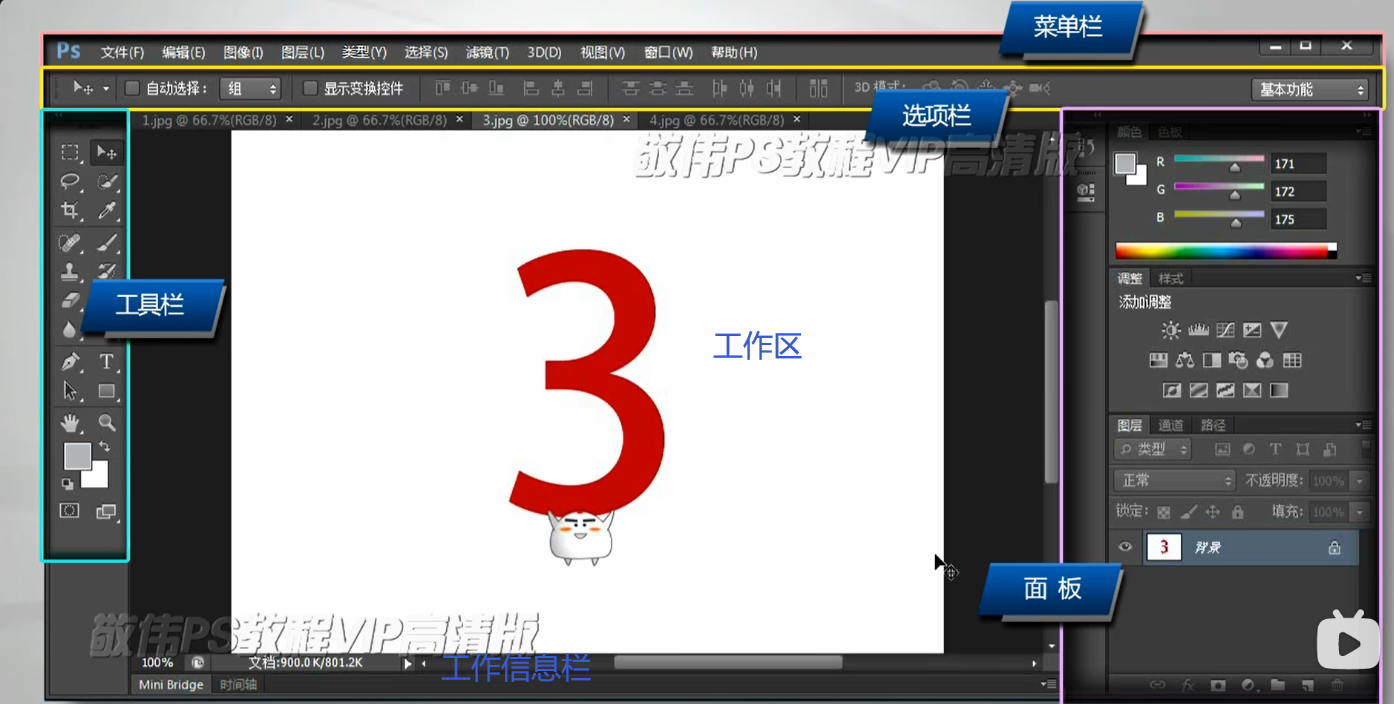 菜单栏
Ps 文件(F) 编辑(E) 图像(I) 图层(L) 类型(Y) 选择(S) 滤镜(T) 3D(D) 视图(V) 窗口(W) 帮助(H)
自动选择： 组 显示变换控件 3D 模式： 基本功能
选项栏
1.jpg @ 66.7%(RGB/8) × 2.jpg @ 66.7%(RGB/8) × 3.jpg @ 100%(RGB/8) × 4.jpg @ 66.7%(RGB/8) ×
颜色 色板
敬伟PS教程VIP高清版
R 171
G 172
B 175
调整 样式
添加调整
工具栏
3
工作区
T
图层 通道 路径
类型 T
正常 不透明度: 100%
锁定: 填充: 100%
3 背景
面 板
敬伟PS教程VIP高清版
100% 文档:900.0K/801.2K
工作信息栏
Mini Bridge 时间轴
fx